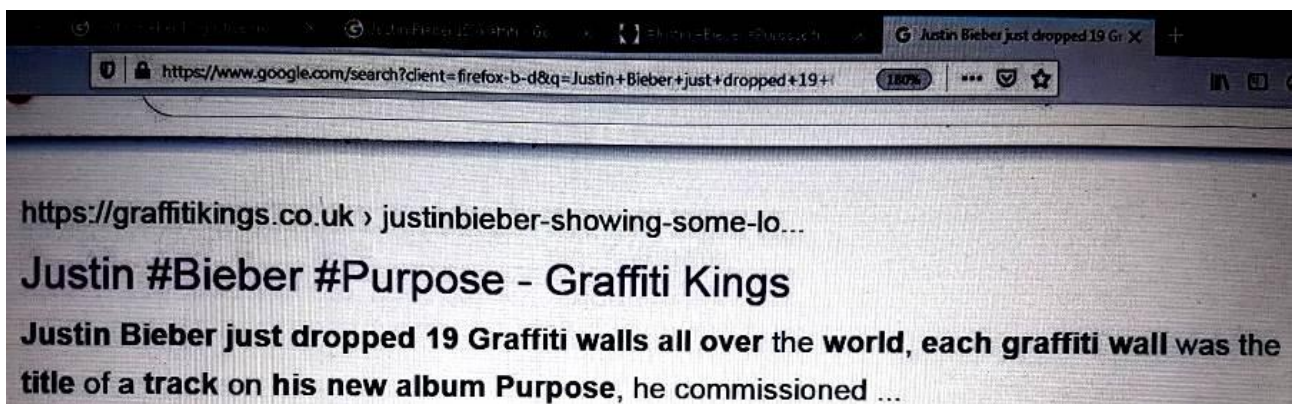 Justin Bieber just dropped 19 Gr
https://www.google.com/search?client=firefox-b-d&q=Justin+Bieber+just+dropped+19+
180%
https://graffitikings.co.uk › justinbieber-showing-some-lo...
Justin #Bieber #Purpose - Graffiti Kings
Justin Bieber just dropped 19 Graffiti walls all over the world, each graffiti wall was the
title of a track on his new album Purpose, he commissioned ...